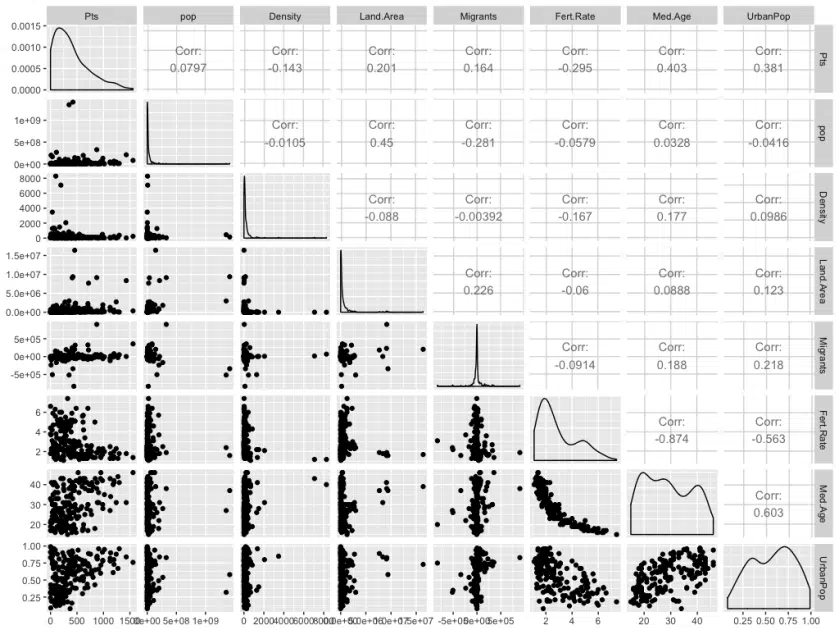 Pts pop Density Land.Area Migrants Fert.Rate Med.Age UrbanPop
0.0015
0.0010
0.0005
0.0000
Corr: Corr: Corr: Corr: Corr: Corr: Corr:
0.0797 -0.143 0.201 0.164 -0.295 0.403 0.381
Pts
1e+09
5e+08
0e+00
Corr: Corr: Corr: Corr: Corr: Corr:
-0.0105 0.45 -0.281 -0.0579 0.0328 -0.0416
pop
8000
6000
4000
2000
0
Corr: Corr: Corr: Corr: Corr:
-0.088 -0.00392 -0.167 0.177 0.0986
Density
1.5e+07
1.0e+07
5.0e+06
0.0e+00
Corr: Corr: Corr: Corr:
0.226 -0.06 0.0888 0.123
Land.Area
5e+05
0e+00
-5e+05
Corr: Corr: Corr:
-0.0914 0.188 0.218
Migrants
6
4
2
Corr: Corr:
-0.874 -0.563
Fert.Rate
40
30
20
Corr:
0.603
Med.Age
1.00
0.75
0.50
0.25
UrbanPop
0 500 1000 5e+08 1e+09 0 2 4 6 20 30 40 0.25 0.50 0.75 1.00